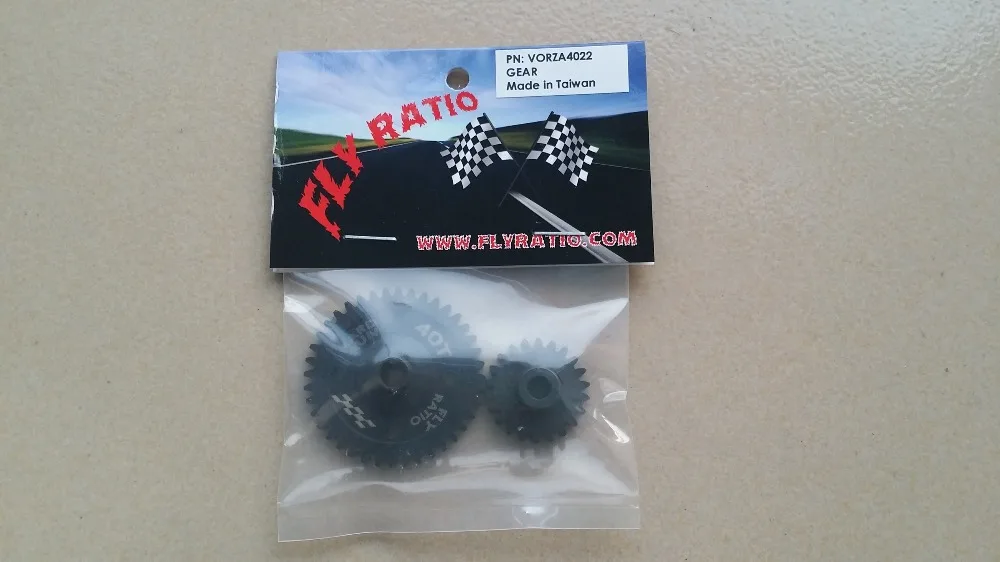 PN: VORZA4022
GEAR
Made in Taiwan
FLY RATIO
WWW.FLYRATIO.COM
40T
FLY
RATIO